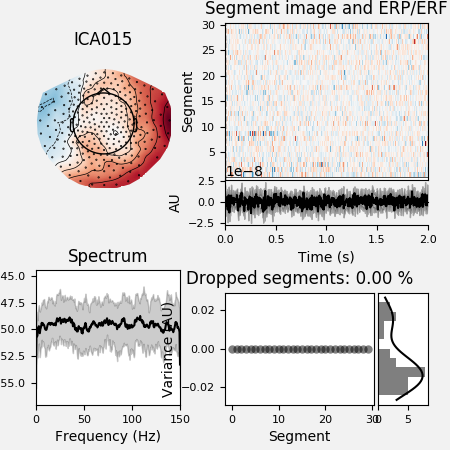 ICA015
Segment image and ERP/ERF
Segment
30
25
20
15
10
5
1e−8
AU
2.5
0.0
−2.5
0.0 0.5 1.0 1.5 2.0
Time (s)
Spectrum
45.0
47.5
50.0
52.5
55.0
0 50 100 150
Frequency (Hz)
Dropped segments: 0.00 %
Variance (AU)
0.02
0.00
−0.02
0 10 20 30
Segment
0 5